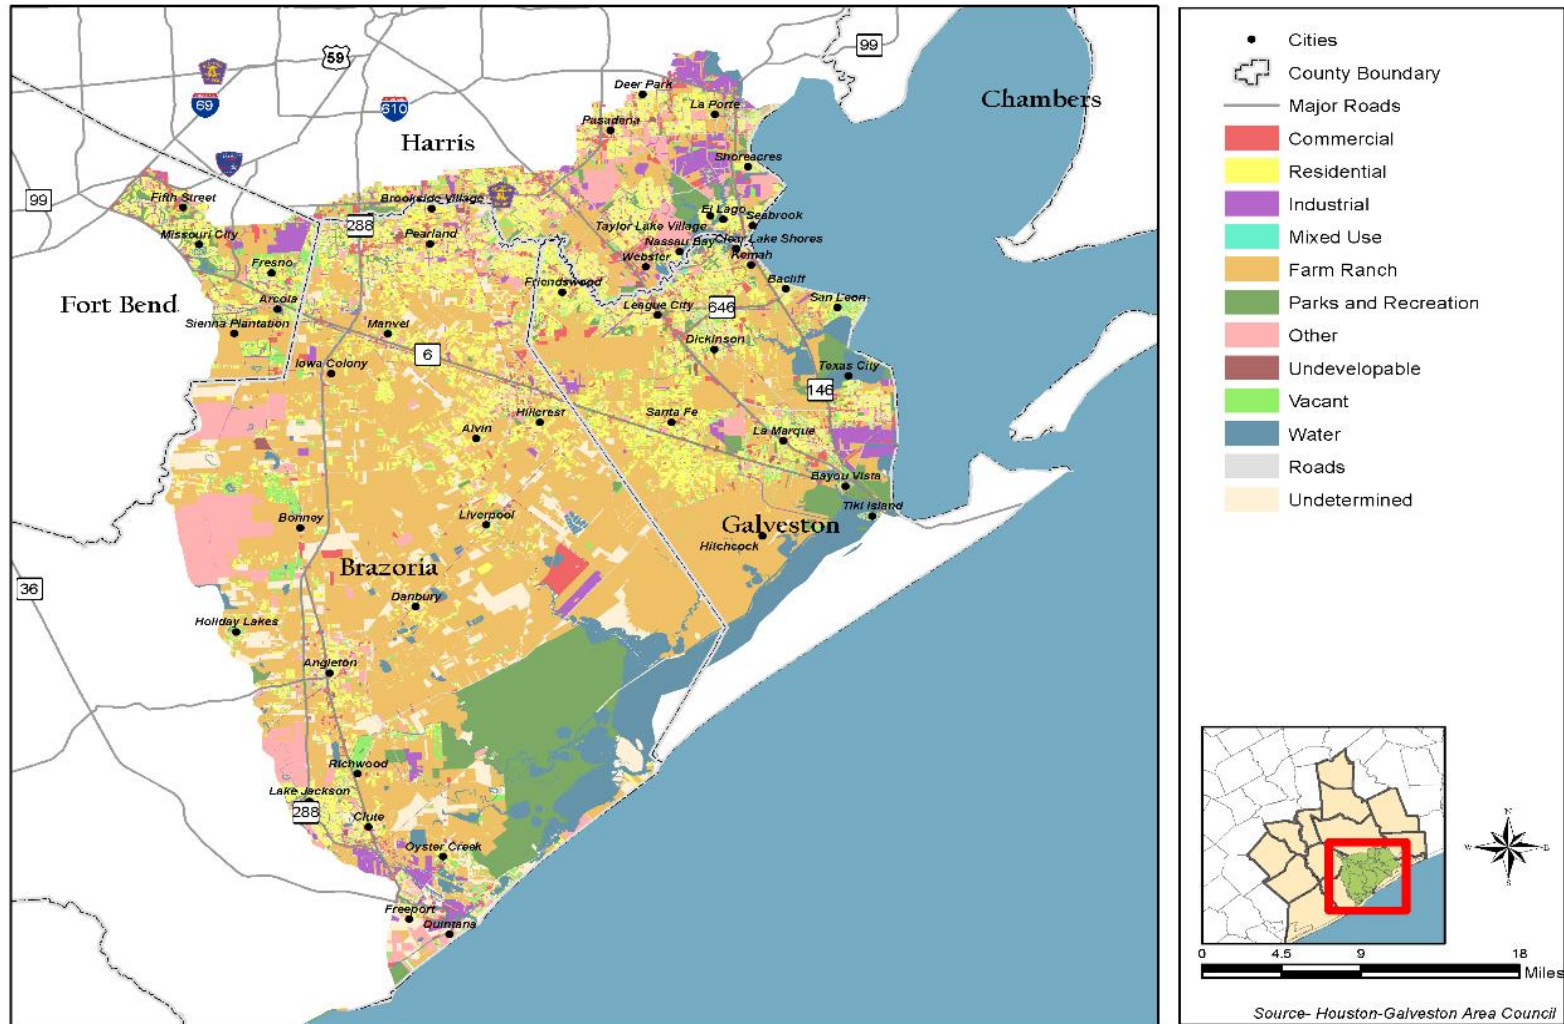 59
99
Chambers
Deer Park
69
610
La Porte
Pasadena
Harris
Shoreacres
99
Fifth Street
Brookside Village
El Lago
Seabrook
288
Taylor Lake Village
Missouri City
Pearland
Nassau Bay
Clear Lake Shores
Webster
Kemah
Fresno
Friendswood
Bacliff
Fort Bend
Arcola
League City
646
San Leon
Sienna Plantation
Manvel
Dickinson
6
Iowa Colony
Texas City
146
Hillcrest
Santa Fe
Alvin
La Marque
Bayou Vista
Bonney
Liverpool
Tiki Island
Galveston
Hitchcock
Brazoria
36
Danbury
Holiday Lakes
Angleton
Richwood
Lake Jackson
288
Clute
Oyster Creek
Freeport
Quintana
Cities
County Boundary
Major Roads
Commercial
Residential
Industrial
Mixed Use
Farm Ranch
Parks and Recreation
Other
Undevelopable
Vacant
Water
Roads
Undetermined
N
W E
S
0 4.5 9 18
Miles
Source- Houston-Galveston Area Council